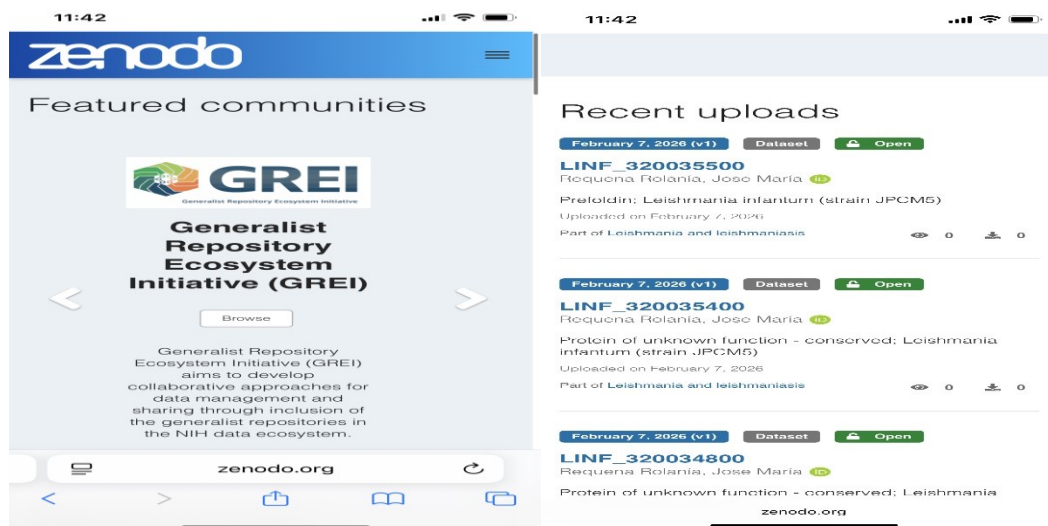 11:42
zenodo
Featured communities
GREI
Generalist Repository Ecosystem Initiative
Generalist
Repository
Ecosystem
Initiative (GREI)
Browse
Generalist Repository
Ecosystem Initiative (GREI)
aims to develop
collaborative approaches for
data management and
sharing through inclusion of
the generalist repositories in
the NIH data ecosystem.
zenodo.org
11:42
Recent uploads
February 7, 2026 (v1) Dataset Open
LINF_320035500
Requena Rolanía, Jose María iD
Prefoldin; Leishmania infantum (strain JPCM5)
Uploaded on February 7, 2026
Part of Leishmania and leishmaniasis 0 0
February 7, 2026 (v1) Dataset Open
LINF_320035400
Requena Rolanía, Jose María iD
Protein of unknown function - conserved; Leishmania
infantum (strain JPCM5)
Uploaded on February 7, 2026
Part of Leishmania and leishmaniasis 0 0
February 7, 2026 (v1) Dataset Open
LINF_320034800
Requena Rolanía, Jose María iD
Protein of unknown function - conserved; Leishmania
zenodo.org